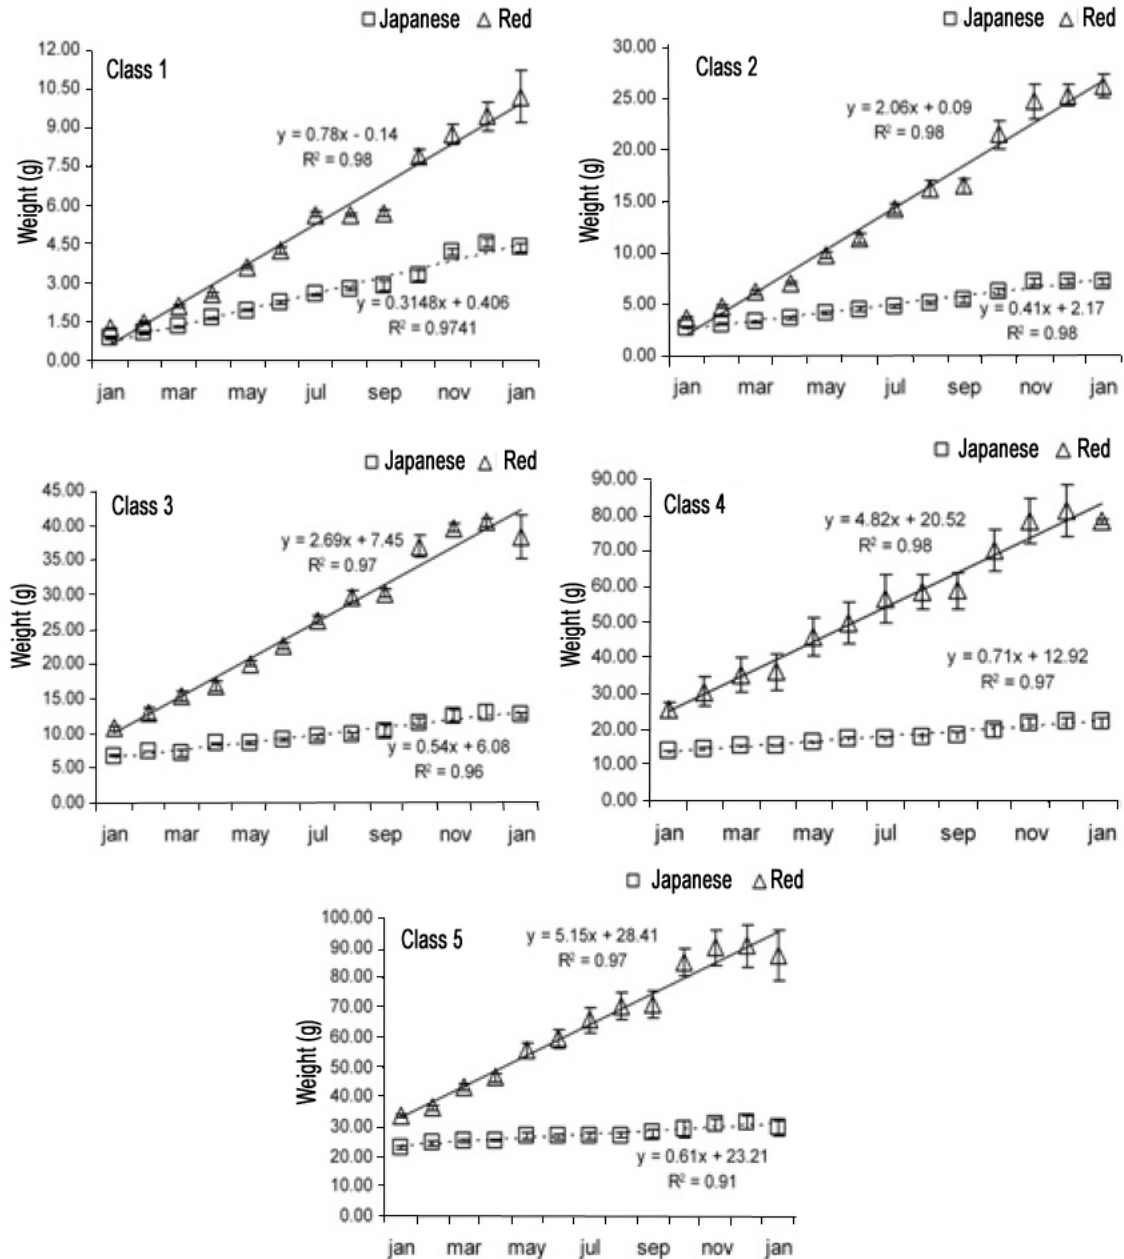 Japanese Red
Class 1
12.00
10.50
9.00
7.50
6.00
4.50
3.00
1.50
0.00
Weight (g)
y = 0.78x - 0.14
R² = 0.98
y = 0.3148x + 0.406
R² = 0.9741
jan mar may jul sep nov jan
Japanese Red
Class 2
30.00
25.00
20.00
15.00
10.00
5.00
0.00
Weight (g)
y = 2.06x + 0.09
R² = 0.98
y = 0.41x + 2.17
R² = 0.98
jan mar may jul sep nov jan
Japanese Red
Class 3
45.00
40.00
35.00
30.00
25.00
20.00
15.00
10.00
5.00
0.00
Weight (g)
y = 2.69x + 7.45
R² = 0.97
y = 0.54x + 6.08
R² = 0.96
jan mar may jul sep nov jan
Japanese Red
Class 4
90.00
80.00
70.00
60.00
50.00
40.00
30.00
20.00
10.00
0.00
Weight (g)
y = 4.82x + 20.52
R² = 0.98
y = 0.71x + 12.92
R² = 0.97
jan mar may jul sep nov jan
Japanese Red
Class 5
100.00
90.00
80.00
70.00
60.00
50.00
40.00
30.00
20.00
10.00
0.00
Weight (g)
y = 5.15x + 28.41
R² = 0.97
y = 0.61x + 23.21
R² = 0.91
jan mar may jul sep nov jan